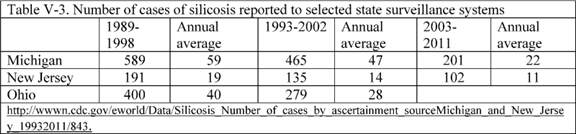 Table V-3. Number of cases of silicosis reported to selected state surveillance systems
1989-1998 Annual average 1993-2002 Annual average 2003-2011 Annual average
Michigan 589 59 465 47 201 22
New Jersey 191 19 135 14 102 11
Ohio 400 40 279 28
http://wwwn.cdc.gov/eworld/Data/Silicosis_Number_of_cases_by_ascertainment_sourceMichigan_and_New_Jerse
y_19932011/843.